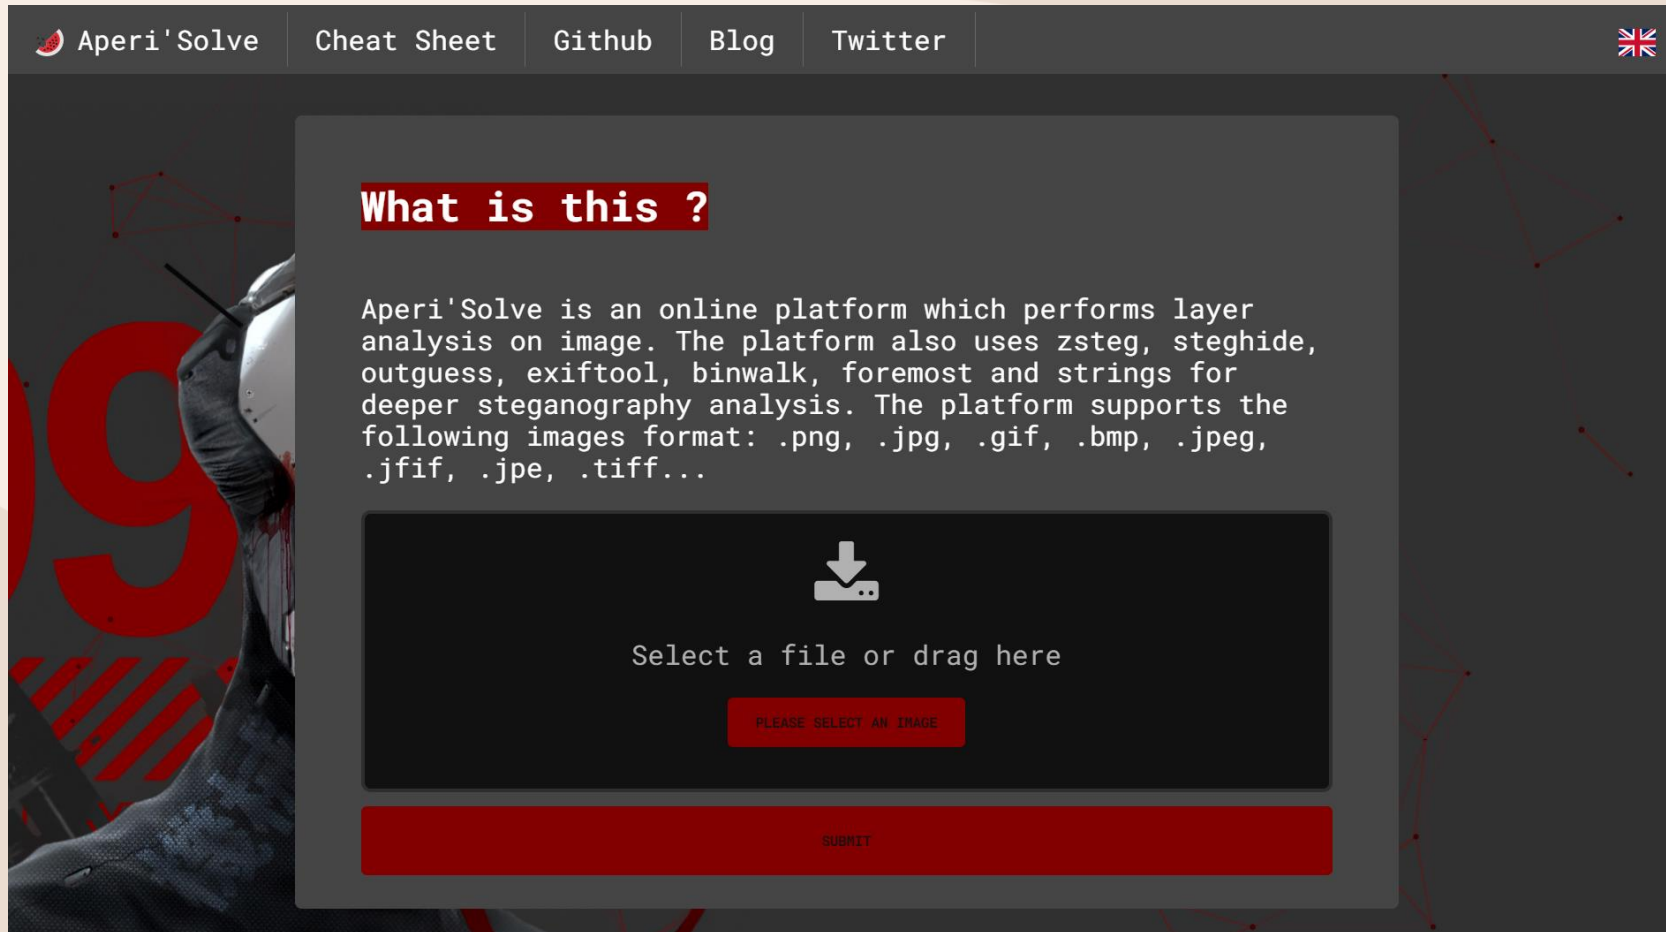 Aperi'Solve
Cheat Sheet
Github
Blog
Twitter
What is this ?
Aperi'Solve is an online platform which performs layer
analysis on image. The platform also uses zsteg, steghide,
outguess, exiftool, binwalk, foremost and strings for
deeper steganography analysis. The platform supports the
following images format: .png, .jpg, .gif, .bmp, .jpeg,
.jfif, .jpe, .tiff...
09
Select a file or drag here
PLEASE SELECT AN IMAGE
SUBMIT